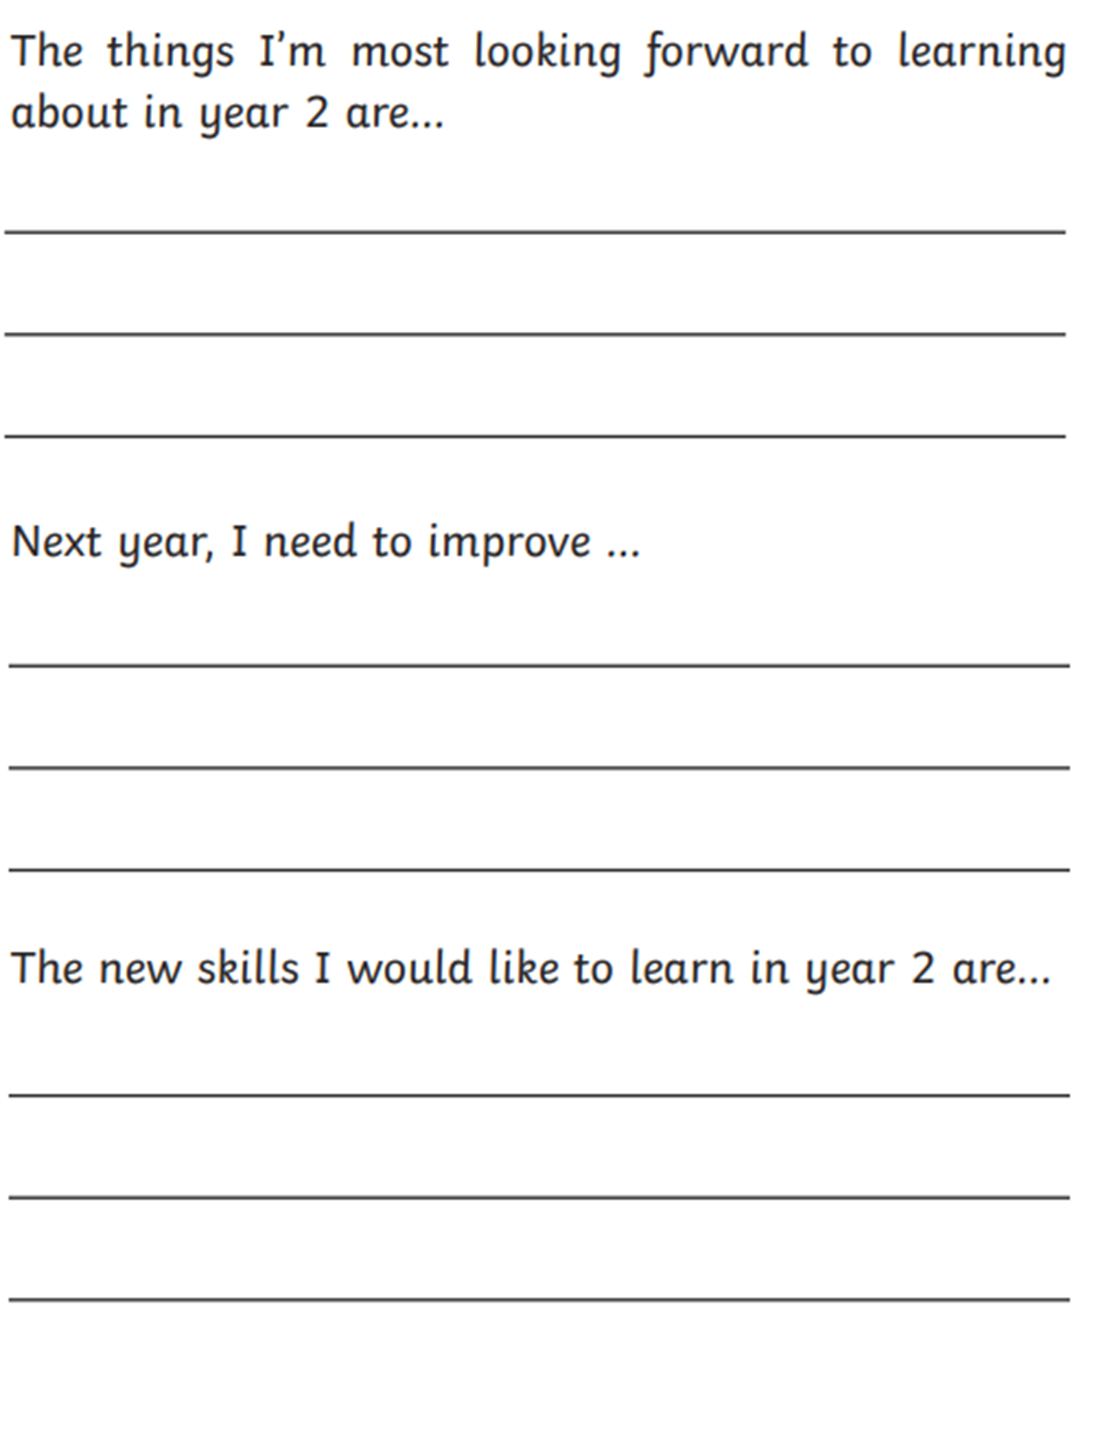 The things I'm most looking forward to learning
about in year 2 are...
Next year, I need to improve ...
The new skills I would like to learn in year 2 are...